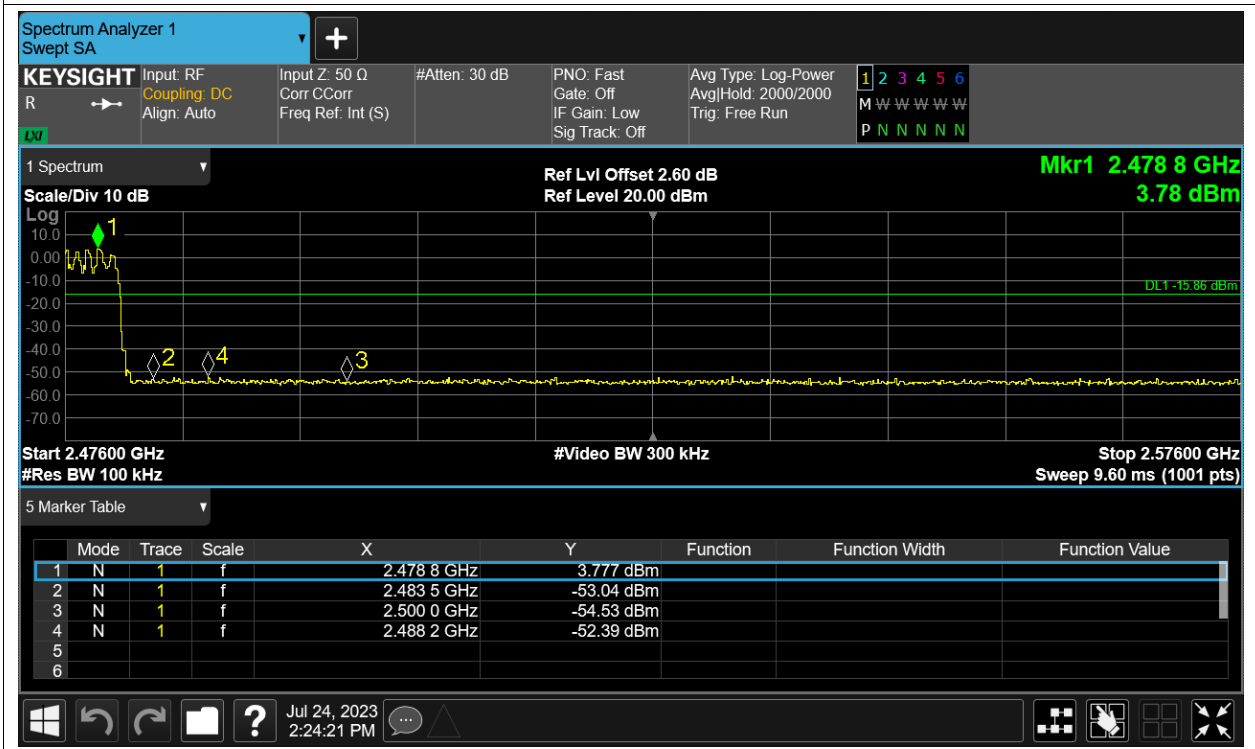 Spectrum Analyzer 1
Swept SA
KEYSIGHT Input: RF Input Z: 50 Ω #Atten: 30 dB PNO: Fast Avg Type: Log-Power 1 2 3 4 5 6
R Coupling: DC Corr CCorr Gate: Off Avg|Hold: 2000/2000 M W W W W W W
Align: Auto Freq Ref: Int (S) IF Gain: Low Trig: Free Run
LXI Sig Track: Off P N N N N N N
1 Spectrum Ref Lvl Offset 2.60 dB Mkr1 2.478 8 GHz
Scale/Div 10 dB Ref Level 20.00 dBm 3.78 dBm
Log
1
10.0
0.00
-10.0
DL1 -15.86 dBm
-20.0
-30.0
-40.0
2 4 3
-50.0
-60.0
-70.0
Start 2.47600 GHz #Video BW 300 kHz Stop 2.57600 GHz
#Res BW 100 kHz Sweep 9.60 ms (1001 pts)
5 Marker Table
Mode Trace Scale X Y Function Function Width Function Value
1 N 1 f 2.478 8 GHz 3.777 dBm
2 N 1 f 2.483 5 GHz -53.04 dBm
3 N 1 f 2.500 0 GHz -54.53 dBm
4 N 1 f 2.488 2 GHz -52.39 dBm
5
6
? Jul 24, 2023
2:24:21 PM